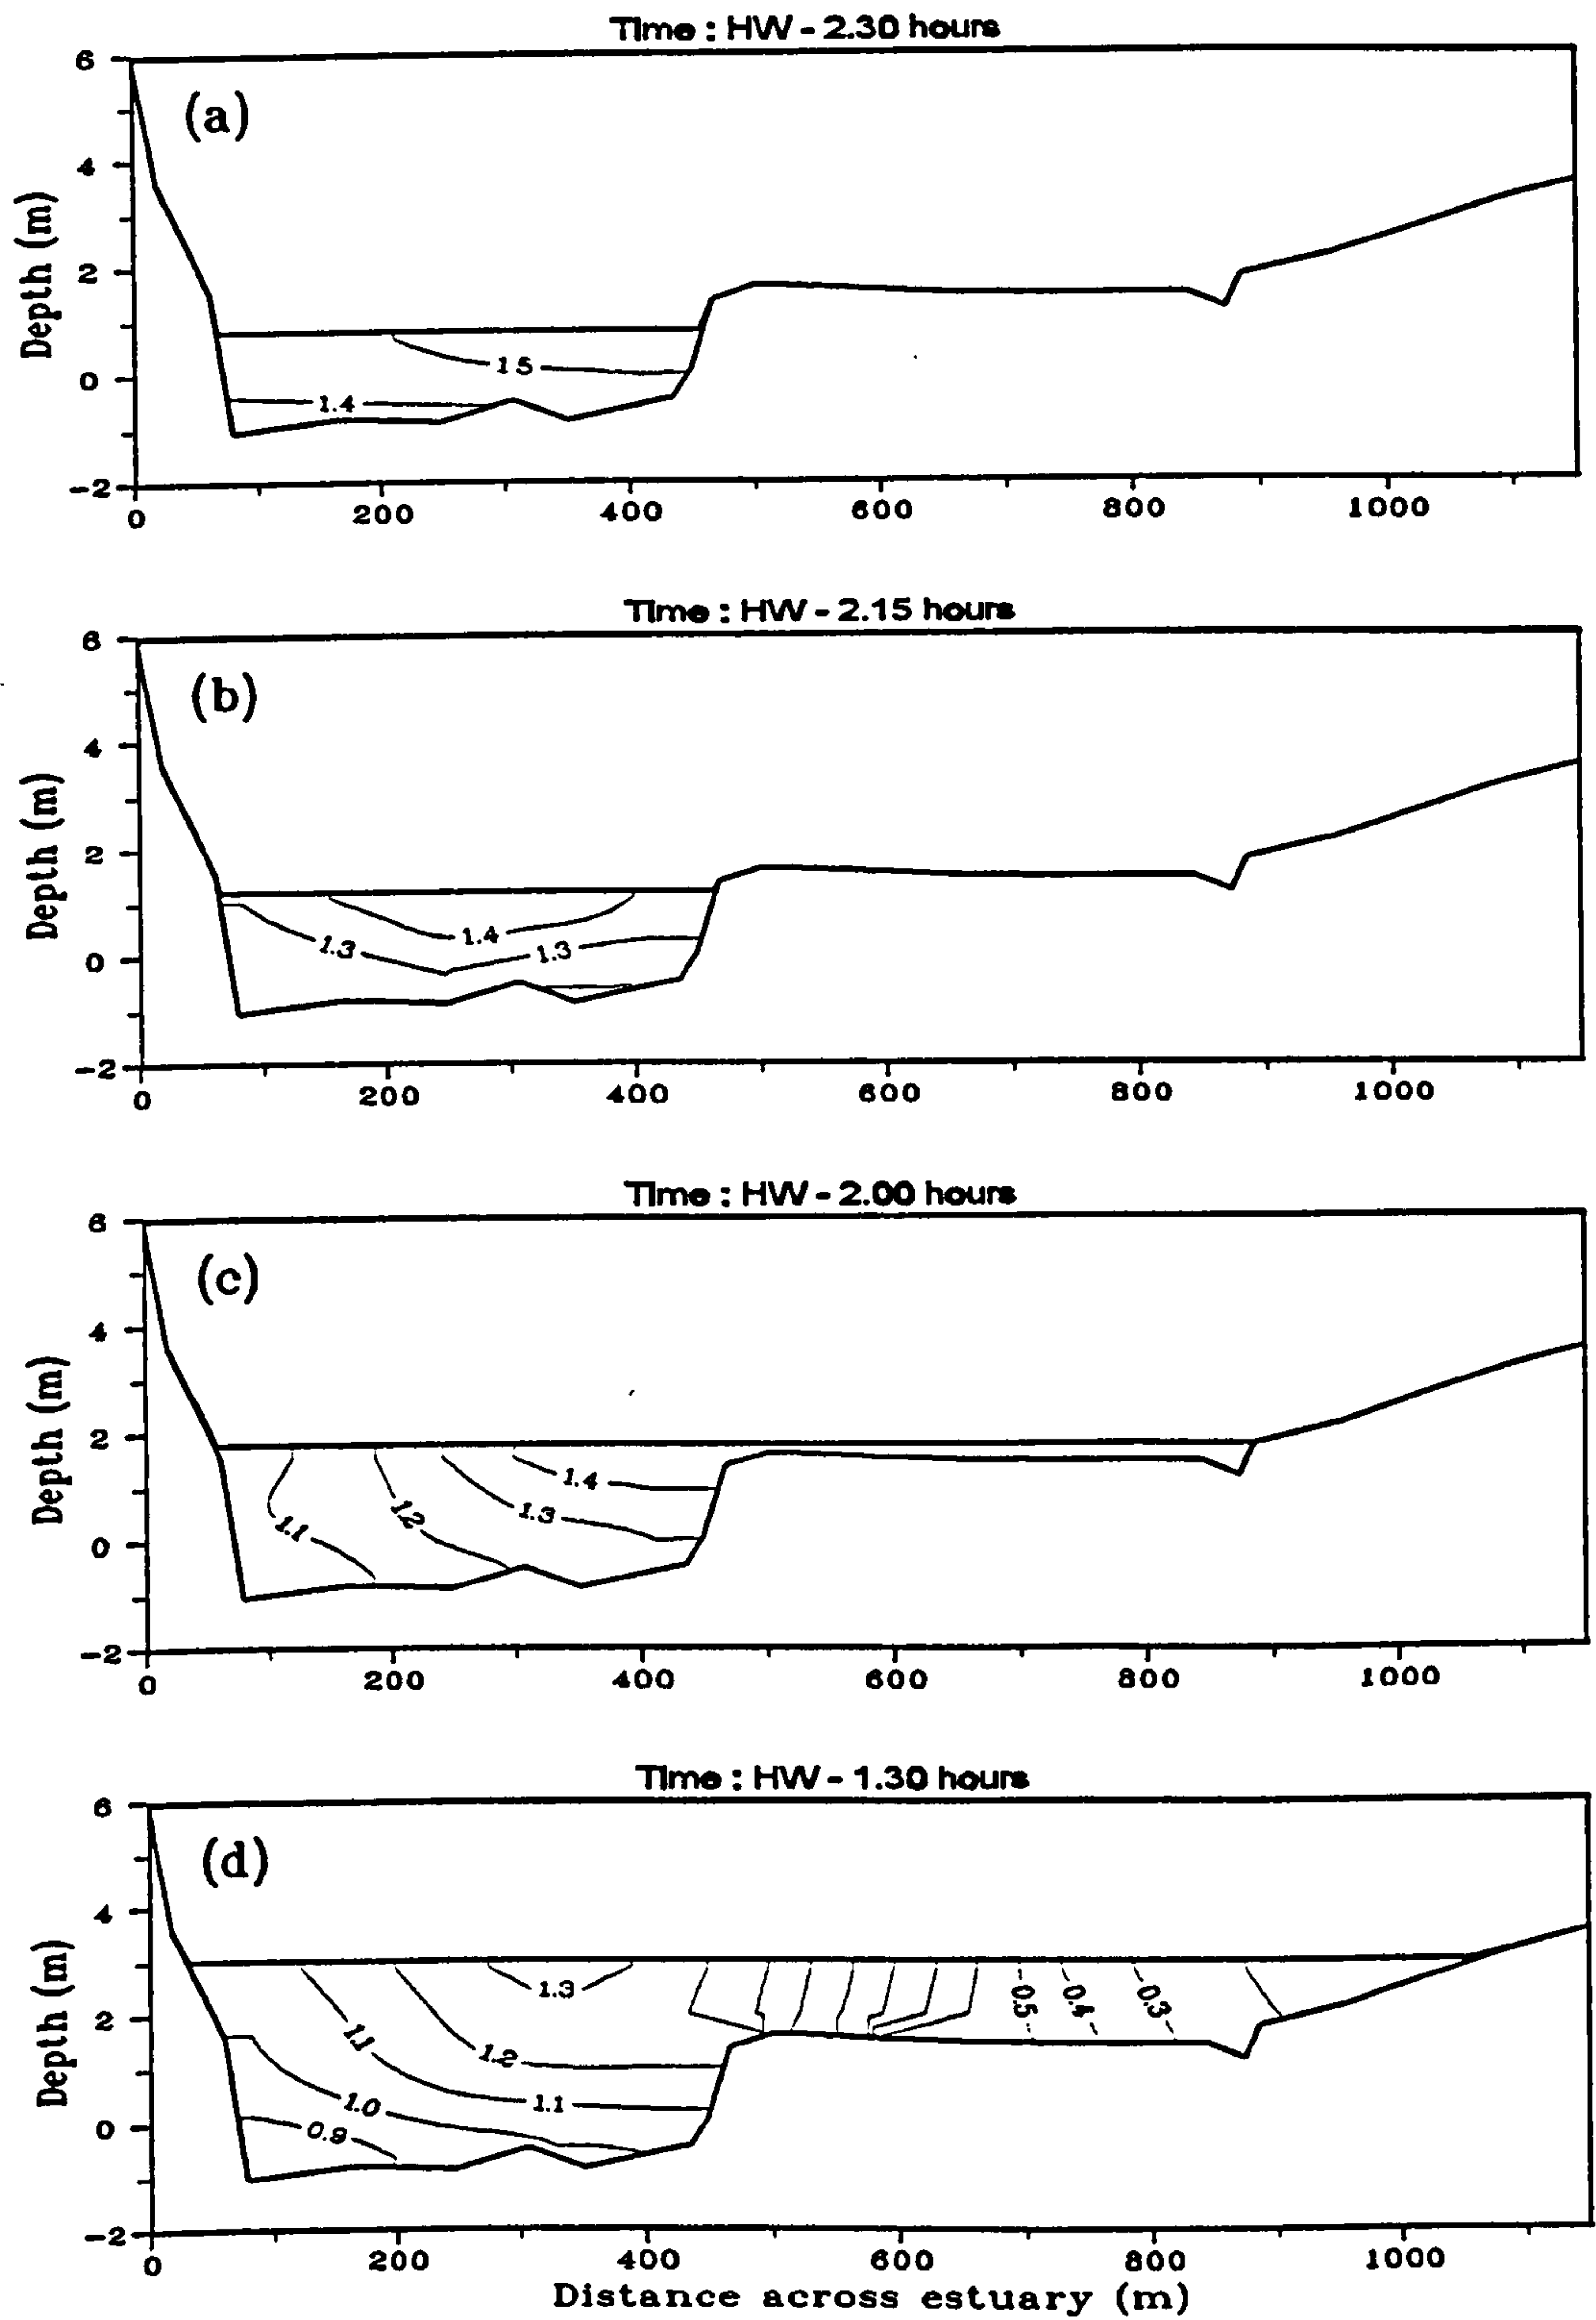 Time : HW - 2.30 hours
6
(a)
4
2
0
-2
Depth (m)
1 5
1.4
0 200 400 600 800 1000
Time : HW - 2.15 hours
6
(b)
4
2
0
-2
Depth (m)
1.4
1.3
1.3
0 200 400 600 800 1000
Time : HW - 2.00 hours
6
(c)
4
2
0
-2
Depth (m)
1.4
1.3
1.2
1.1
0 200 400 600 800 1000
Time : HW - 1.30 hours
6
(d)
4
2
0
-2
Depth (m)
1.3
0.5
0.4
0.3
1.1
1.2
1.0
1.1
0.9
0 200 400 600 800 1000
Distance across estuary (m)